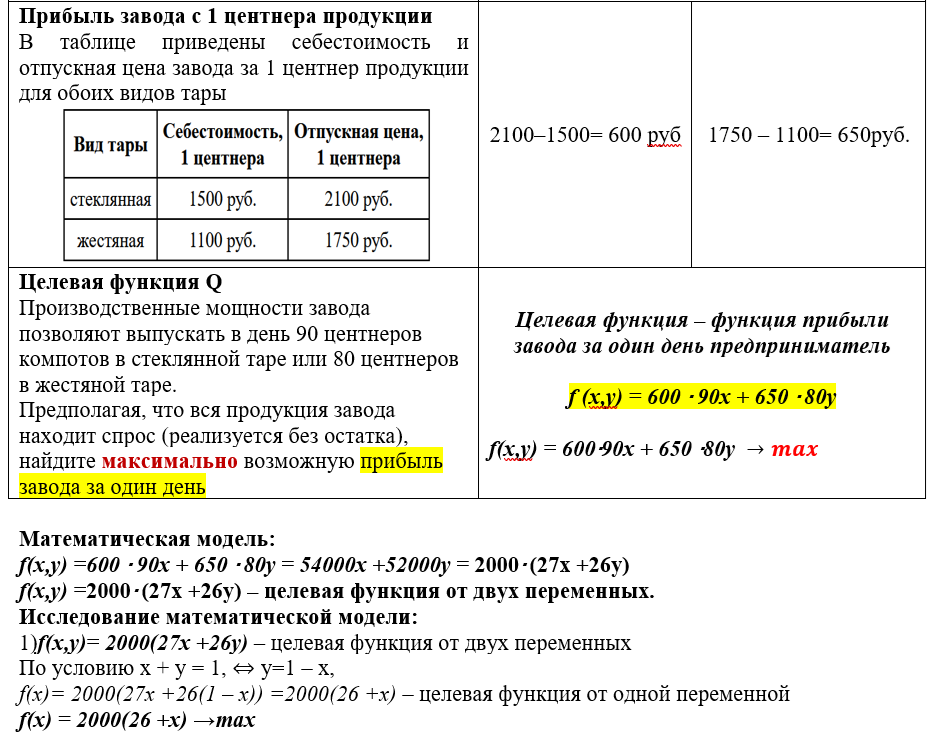 Прибыль завода с 1 центнера продукции
В таблице приведены себестоимость и
отпускная цена завода за 1 центнер продукции
для обоих видов тары
Вид тары
Себестоимость,
1 центнера
Отпускная цена,
1 центнера
стеклянная
1500 руб.
2100 руб.
жестяная
1100 руб.
1750 руб.
2100–1500= 600 руб
1750 – 1100= 650руб.
Целевая функция Q
Производственные мощности завода
позволяют выпускать в день 90 центнеров
компотов в стеклянной таре или 80 центнеров
в жестяной таре.
Предполагая, что вся продукция завода
находит спрос (реализуется без остатка),
найдите максимально возможную прибыль
завода за один день
Целевая функция – функция прибыли
завода за один день предприниматель
f (x,y) = 600 ⋅ 90x + 650 ⋅ 80y
f(x,y) = 600⋅90x + 650 ⋅80y → max
Математическая модель:
f(x,y) =600 ⋅ 90x + 650 ⋅ 80y = 54000x +52000y = 2000⋅(27x +26y)
f(x,y) =2000⋅(27x +26y) – целевая функция от двух переменных.
Исследование математической модели:
1)f(x,y)= 2000(27x +26y) – целевая функция от двух переменных
По условию x + y = 1, ⇔ y=1 – x,
f(x)= 2000(27x +26(1 – x)) =2000(26 +x) – целевая функция от одной переменной
f(x) = 2000(26 +x) →max